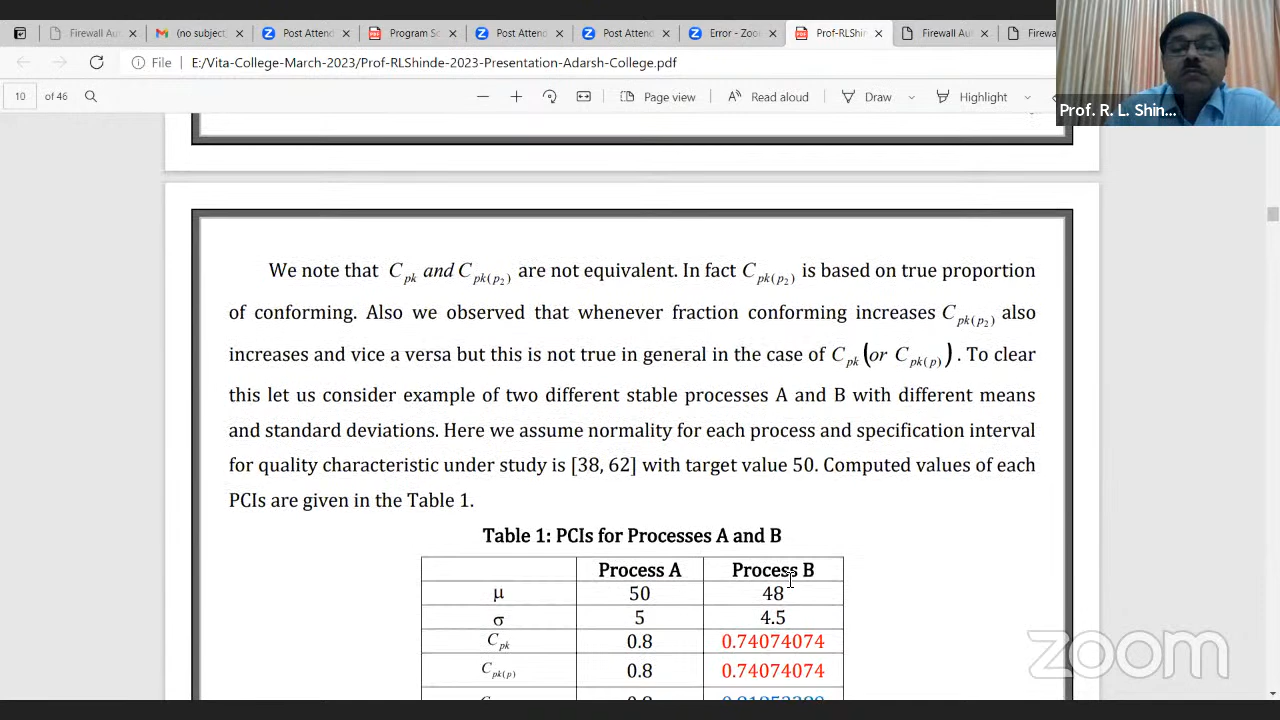 Firewall Au
(no subjec
Post Attend
Program Sc
Post Attend
Post Attend
Error - Zoo
Prof-RLShin
Firewall Au
Firewa
File E:/Vita-College-March-2023/Prof-RLShinde-2023-Presentation-Adarsh-College.pdf
10 of 46 Page view Read aloud Draw Highlight
Prof. R. L. Shin...
We note that C_pk and C_pk(p₂) are not equivalent. In fact C_pk(p₂) is based on true proportion
of conforming. Also we observed that whenever fraction conforming increases C_pk(p₂) also
increases and vice a versa but this is not true in general in the case of C_pk (or C_pk(p)). To clear
this let us consider example of two different stable processes A and B with different means
and standard deviations. Here we assume normality for each process and specification interval
for quality characteristic under study is [38, 62] with target value 50. Computed values of each
PCIs are given in the Table 1.
Table 1: PCIs for Processes A and B
Process A Process B
μ 50 48
σ 5 4.5
C_pk 0.8 0.74074074
C_pk(p) 0.8 0.74074074
zoom